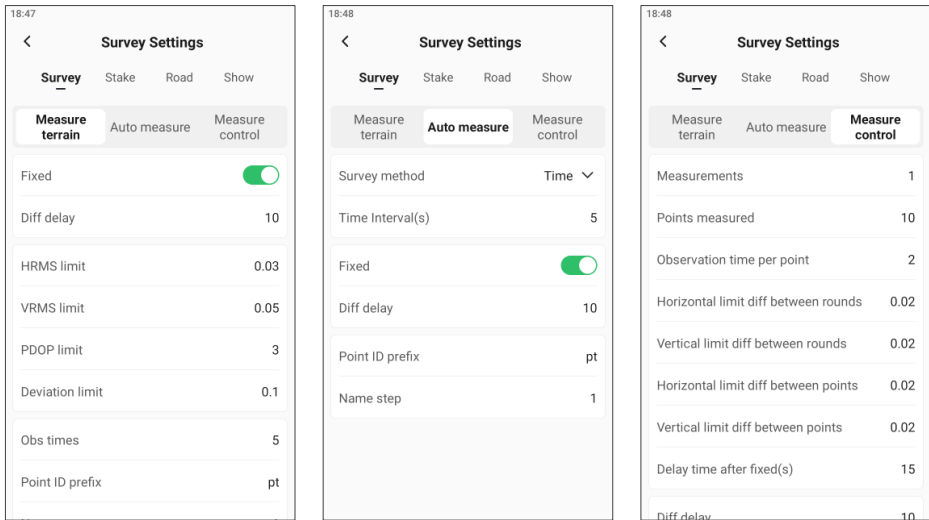 18:47
Survey Settings
Survey Stake Road Show
Measure terrain Auto measure Measure control
Fixed
Diff delay 10
HRMS limit 0.03
VRMS limit 0.05
PDOP limit 3
Deviation limit 0.1
Obs times 5
Point ID prefix pt
18:48
Survey Settings
Survey Stake Road Show
Measure terrain Auto measure Measure control
Survey method Time
Time Interval(s) 5
Fixed
Diff delay 10
Point ID prefix pt
Name step 1
18:48
Survey Settings
Survey Stake Road Show
Measure terrain Auto measure Measure control
Measurements 1
Points measured 10
Observation time per point 2
Horizontal limit diff between rounds 0.02
Vertical limit diff between rounds 0.02
Horizontal limit diff between points 0.02
Vertical limit diff between points 0.02
Delay time after fixed(s) 15
Diff delay 10